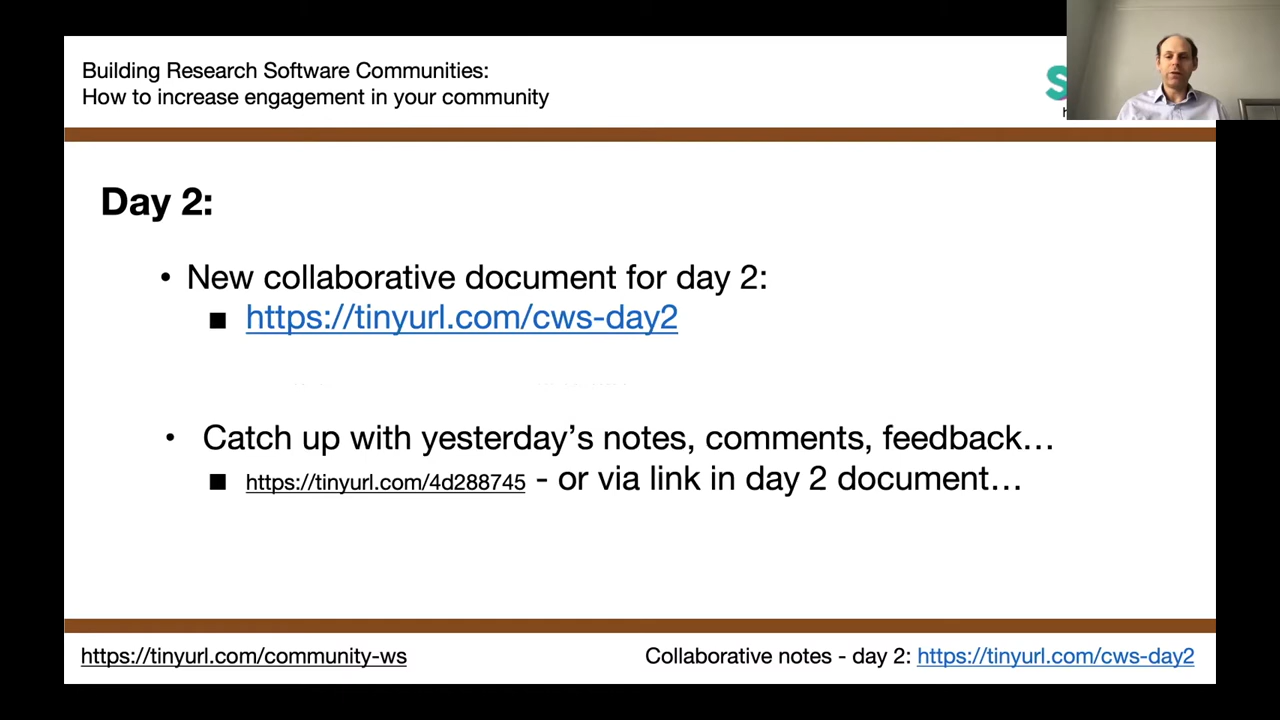 Building Research Software Communities:
How to increase engagement in your community
Day 2:
• New collaborative document for day 2:
■ https://tinyurl.com/cws-day2
• Catch up with yesterday’s notes, comments, feedback…
■ https://tinyurl.com/4d288745 - or via link in day 2 document…
https://tinyurl.com/community-ws
Collaborative notes - day 2: https://tinyurl.com/cws-day2